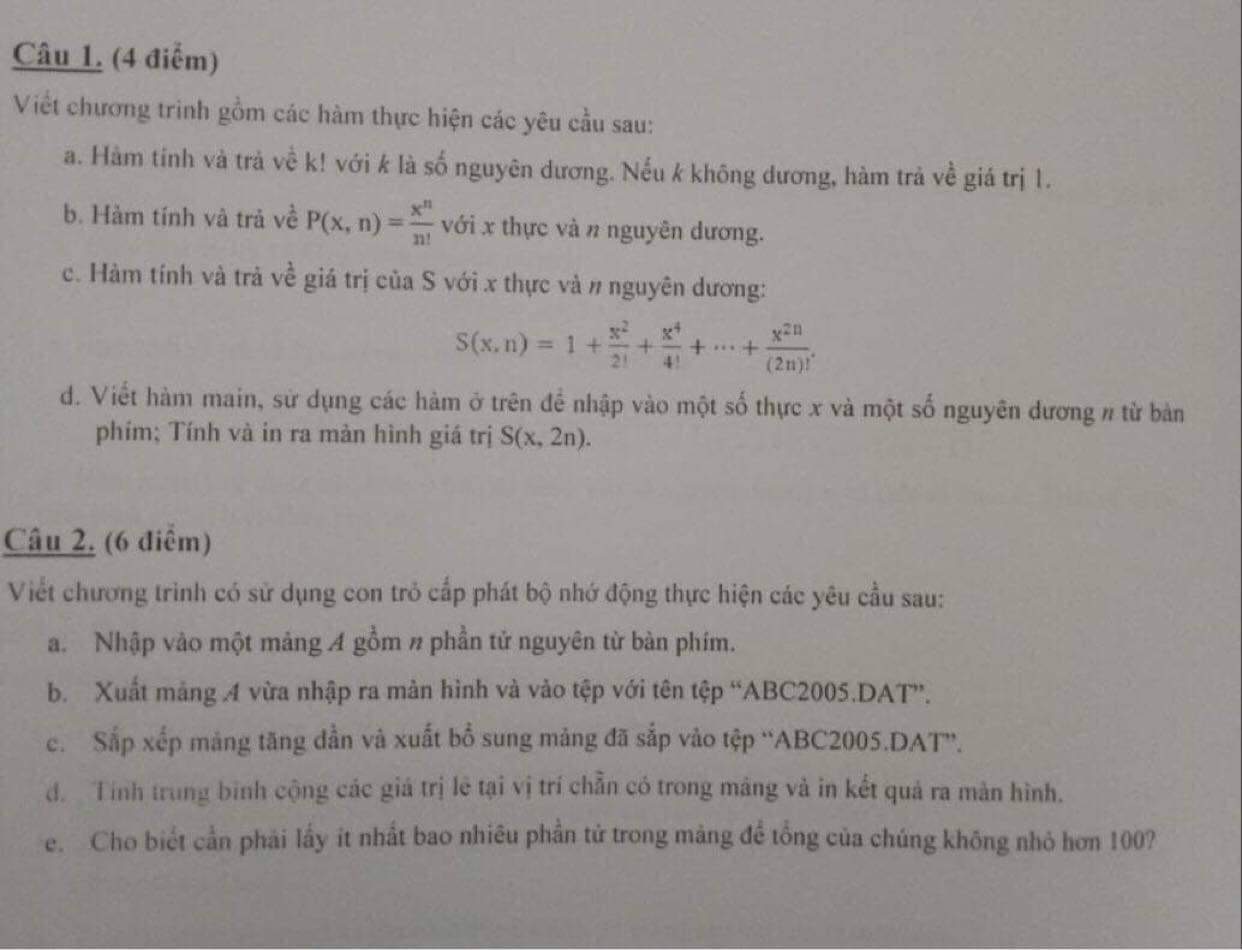 Câu 1. (4 điểm)
Viết chương trình gồm các hàm thực hiện các yêu cầu sau:
a. Hàm tính và trả về k! với k là số nguyên dương. Nếu k không dương, hàm trả về giá trị 1.
b. Hàm tính và trả về P(x, n) = xⁿ/n! với x thực và n nguyên dương.
c. Hàm tính và trả về giá trị của S với x thực và n nguyên dương:
S(x, n) = 1 + x²/2! + x⁴/4! + ⋯ + x²ⁿ/(2n)!.
d. Viết hàm main, sử dụng các hàm ở trên để nhập vào một số thực x và một số nguyên dương n từ bàn
phím; Tính và in ra màn hình giá trị S(x, 2n).
Câu 2. (6 điểm)
Viết chương trình có sử dụng con trỏ cấp phát bộ nhớ động thực hiện các yêu cầu sau:
a. Nhập vào một mảng A gồm n phần tử nguyên từ bàn phím.
b. Xuất mảng A vừa nhập ra màn hình và vào tệp với tên tệp “ABC2005.DAT”.
c. Sắp xếp mảng tăng dần và xuất bổ sung mảng đã sắp vào tệp “ABC2005.DAT”.
d. Tính trung bình cộng các giá trị lẻ tại vị trí chẵn có trong mảng và in kết quả ra màn hình.
e. Cho biết cần phải lấy ít nhất bao nhiêu phần tử trong mảng để tổng của chúng không nhỏ hơn 100?